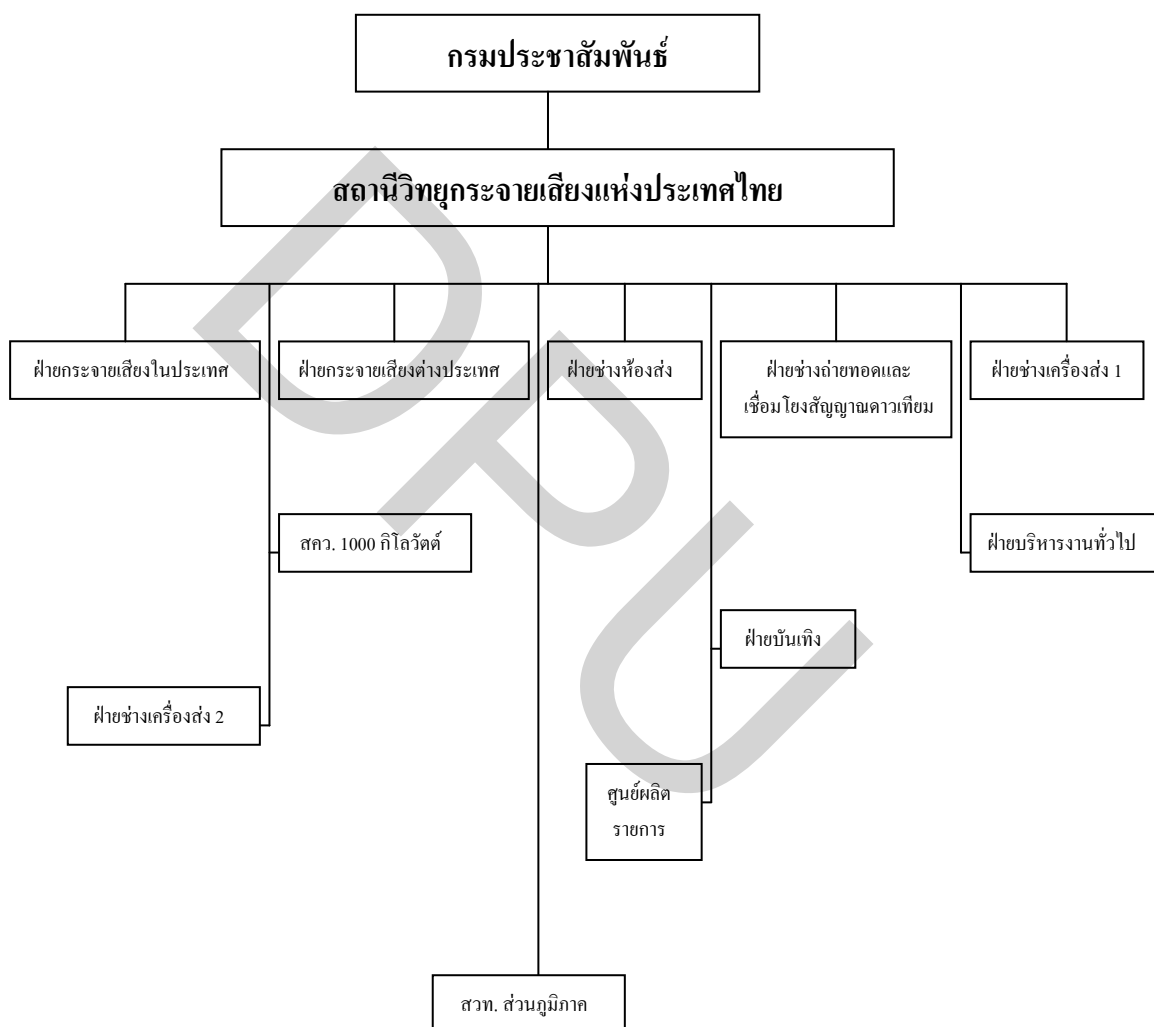 กรมประชาสัมพันธ์
สถานีวิทยุกระจายเสียงแห่งประเทศไทย
ฝ่ายกระจายเสียงในประเทศ
ฝ่ายกระจายเสียงต่างประเทศ
ฝ่ายช่างห้องส่ง
ฝ่ายช่างถ่ายทอดและ
เชื่อมโยงสัญญาณดาวเทียม
ฝ่ายช่างเครื่องส่ง 1
สคว. 1000 กิโลวัตต์
ฝ่ายบริหารงานทั่วไป
ฝ่ายบันเทิง
ฝ่ายช่างเครื่องส่ง 2
ศูนย์ผลิต
รายการ
สวท. ส่วนภูมิภาค
DPU